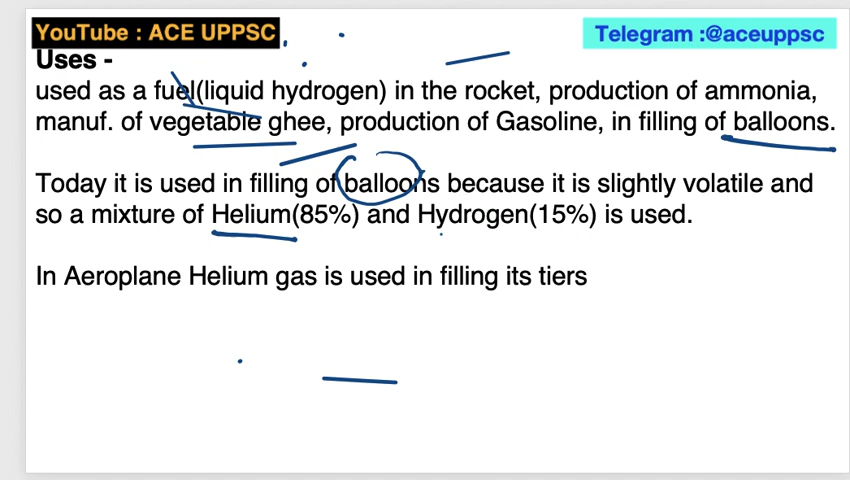 YouTube : ACE UPPSC
Telegram :@aceuppsc
Uses -
used as a fuel(liquid hydrogen) in the rocket, production of ammonia,
manuf. of vegetable ghee, production of Gasoline, in filling of balloons.
Today it is used in filling of balloons because it is slightly volatile and
so a mixture of Helium(85%) and Hydrogen(15%) is used.
In Aeroplane Helium gas is used in filling its tiers